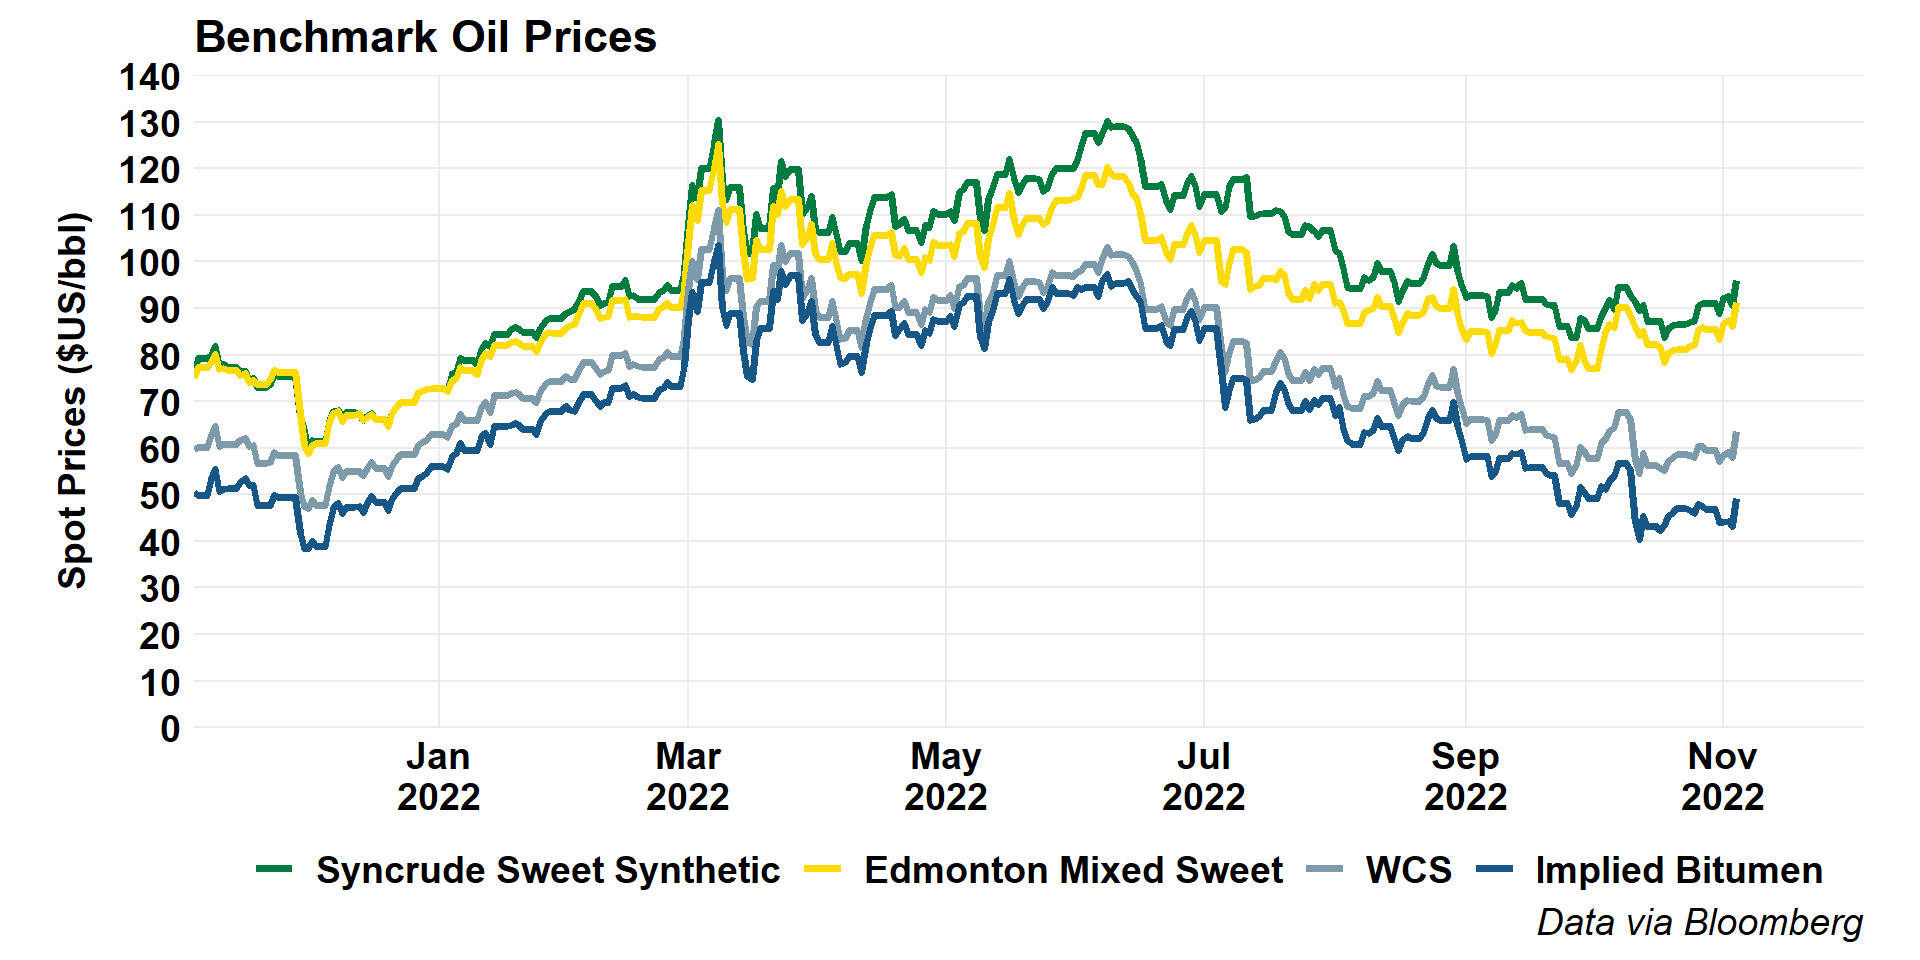 Benchmark Oil Prices
140
130
120
110
100
90
80
70
60
50
40
30
20
10
0
Spot Prices ($US/bbl)
Jan
2022
Mar
2022
May
2022
Jul
2022
Sep
2022
Nov
2022
Syncrude Sweet Synthetic
Edmonton Mixed Sweet
WCS
Implied Bitumen
Data via Bloomberg